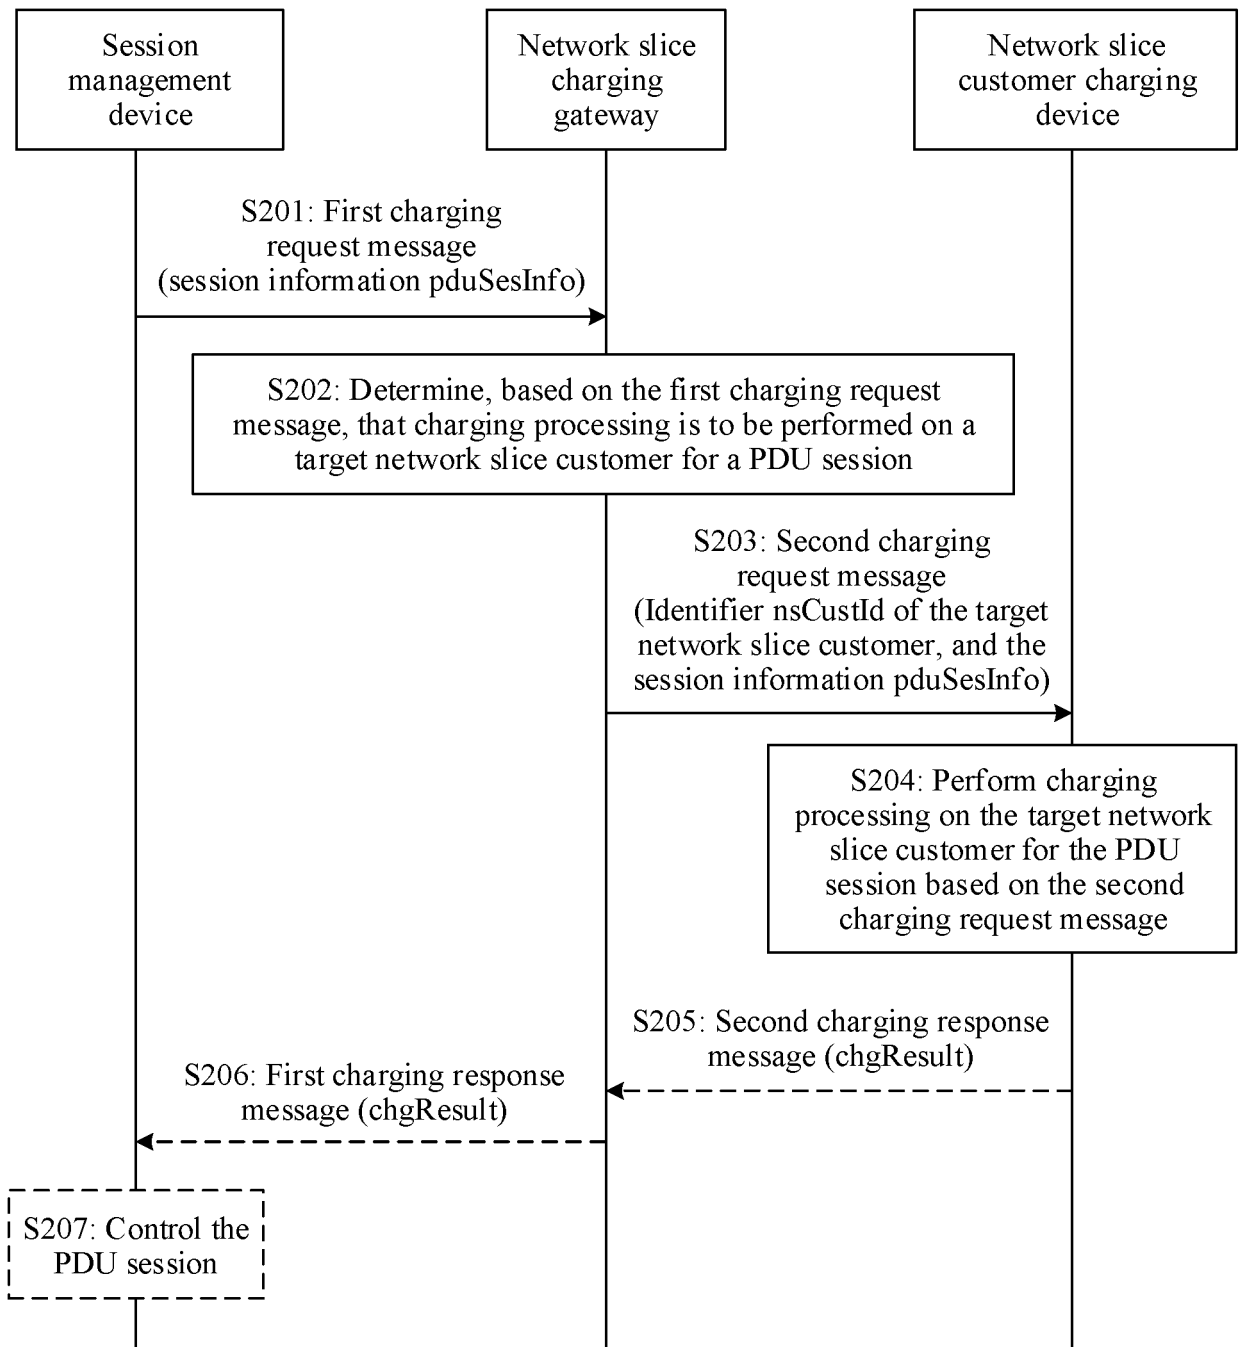 Session
management
device
Network slice
charging
gateway
Network slice
customer charging
device
S201: First charging
request message
(session information pduSesInfo)
S202: Determine, based on the first charging request
message, that charging processing is to be performed on a
target network slice customer for a PDU session
S203: Second charging
request message
(Identifier nsCustId of the target
network slice customer, and the
session information pduSesInfo)
S204: Perform charging
processing on the target network
slice customer for the PDU
session based on the second
charging request message
S205: Second charging response
message (chgResult)
S206: First charging response
message (chgResult)
S207: Control the
PDU session